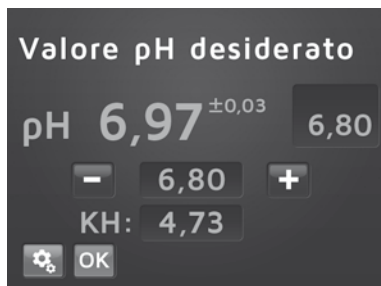 Valore pH desiderato
pH 6,97 ±0,03 6,80
− 6,80 +
KH: 4,73
OK